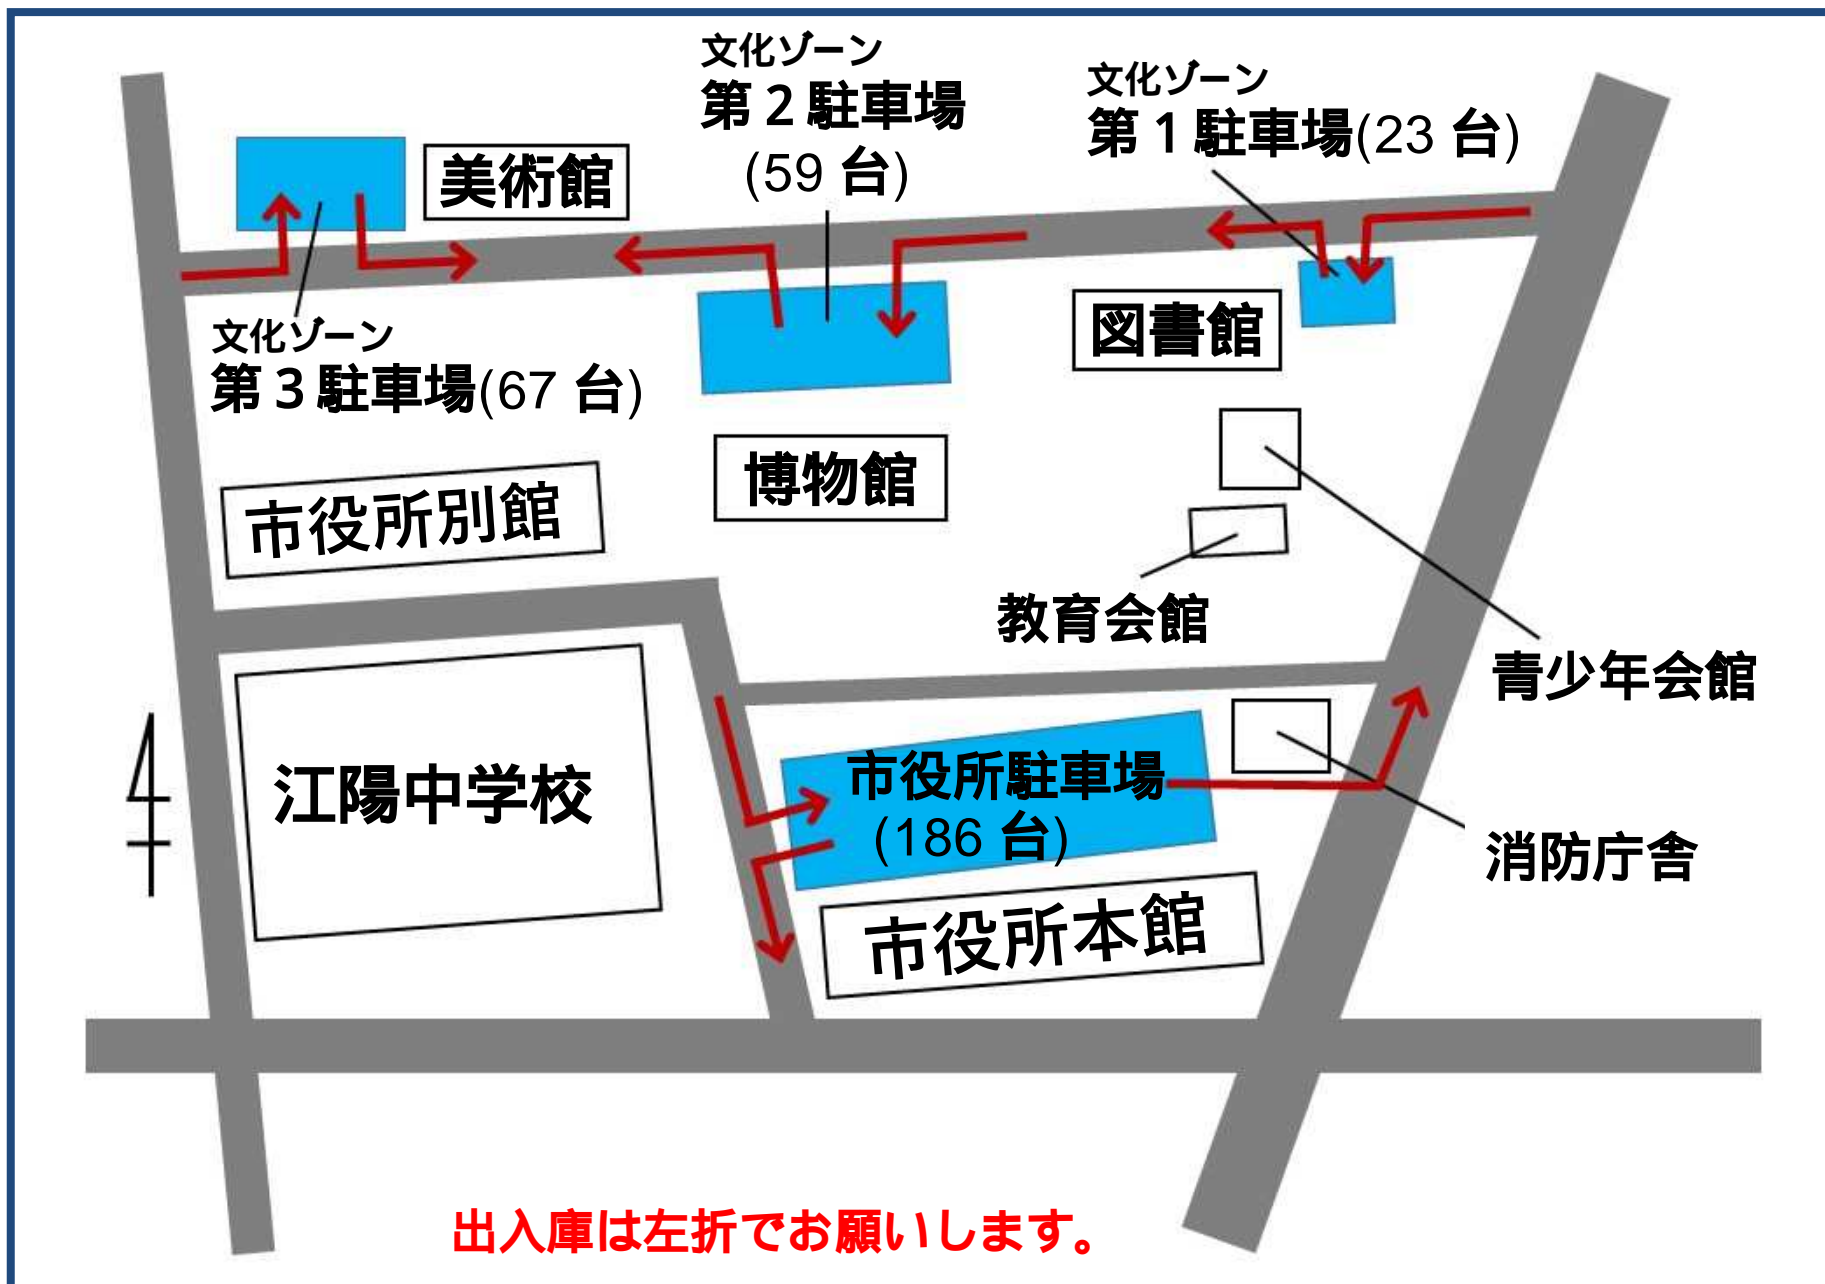 文化ゾーン
第2駐車場
(59 台)
文化ゾーン
第1駐車場(23 台)
美術館
文化ゾーン
第3駐車場(67 台)
図書館
博物館
市役所別館
教育会館
青少年会館
江陽中学校
市役所駐車場
(186 台)
消防庁舎
市役所本館
出入庫は左折でお願いします。